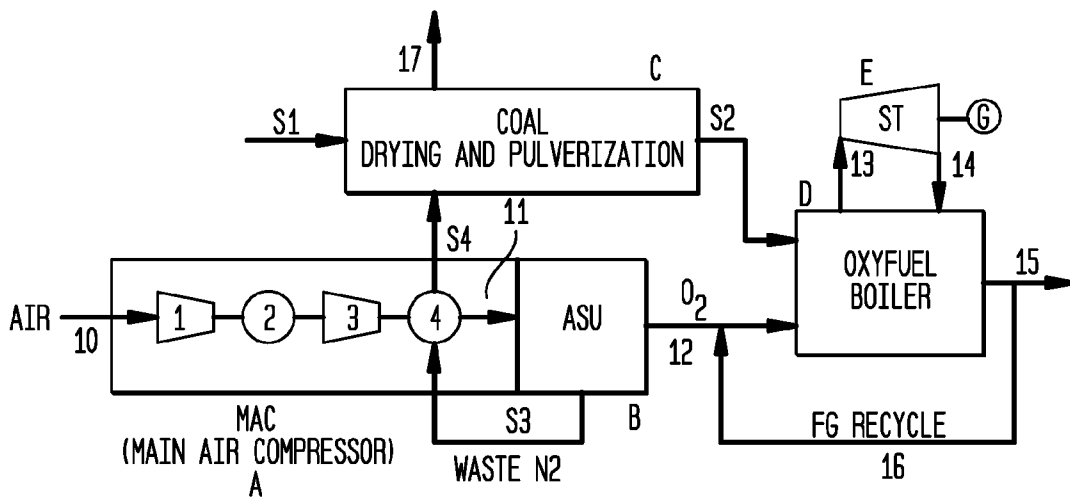 17
C
E
S1
COAL
DRYING AND PULVERIZATION
S2
ST
G
13
14
11
D
S4
OXYFUEL
BOILER
15
AIR
10
1
2
3
4
ASU
O2
12
MAC
(MAIN AIR COMPRESSOR)
A
S3
B
WASTE N2
FG RECYCLE
16